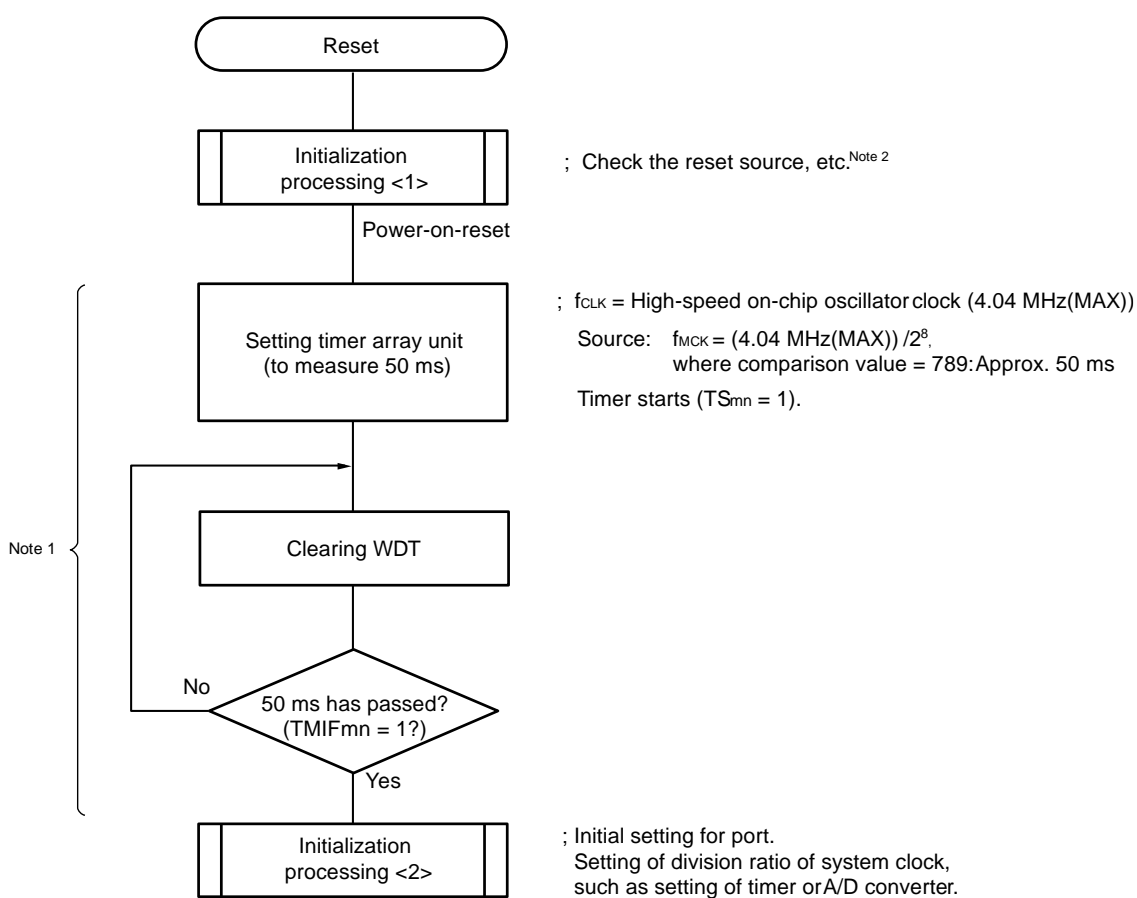 Reset
Initialization
processing <1>
; Check the reset source, etc.Note 2
Power-on-reset
Setting timer array unit
(to measure 50 ms)
; fCLK = High-speed on-chip oscillator clock (4.04 MHz(MAX))
Source: fMCK = (4.04 MHz(MAX)) /2⁸,
where comparison value = 789:Approx. 50 ms
Timer starts (TSmn = 1).
Note 1
Clearing WDT
No
50 ms has passed?
(TMIFmn = 1?)
Yes
Initialization
processing <2>
; Initial setting for port.
Setting of division ratio of system clock,
such as setting of timer or A/D converter.